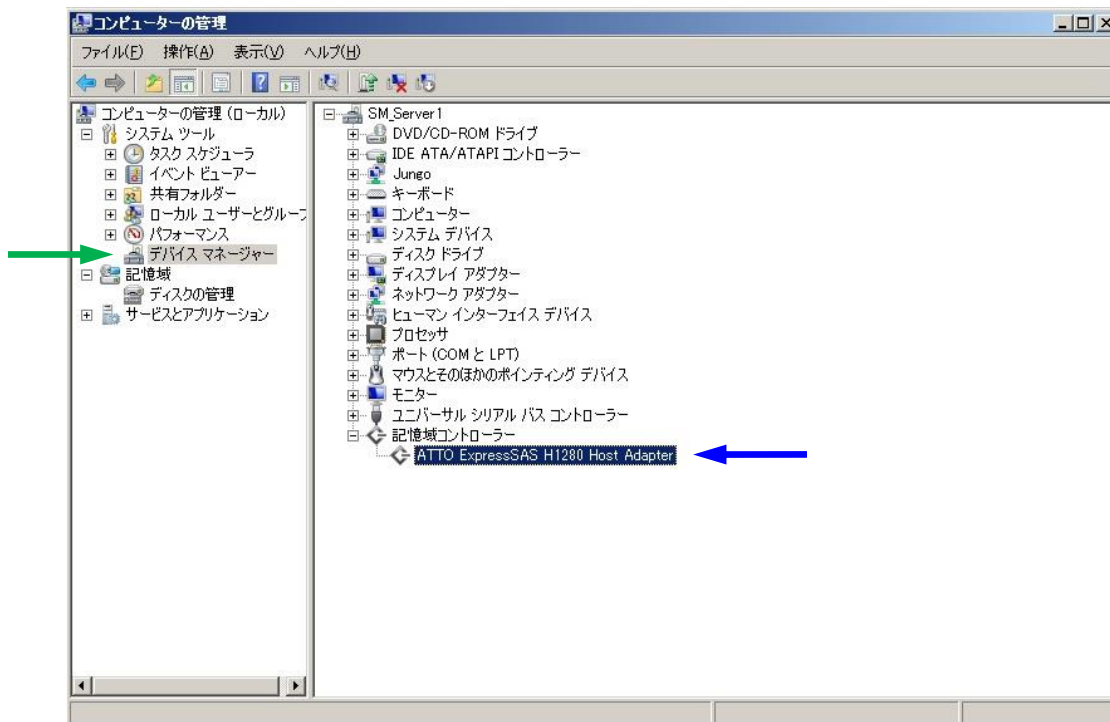 コンピューターの管理
ファイル(F) 操作(A) 表示(V) ヘルプ(H)
コンピューターの管理 (ローカル)
システム ツール
タスク スケジューラ
イベント ビューアー
共有フォルダー
ローカル ユーザーとグループ
パフォーマンス
デバイス マネージャー
記憶域
ディスクの管理
サービスとアプリケーション
SM_Server1
DVD/CD-ROM ドライブ
IDE ATA/ATAPI コントローラー
Jungo
キーボード
コンピューター
システム デバイス
ディスク ドライブ
ディスプレイ アダプター
ネットワーク アダプター
ヒューマン インターフェイス デバイス
プロセッサ
ポート (COM と LPT)
マウスとそのほかのポインティング デバイス
モニター
ユニバーサル シリアル バス コントローラー
記憶域コントローラー
ATTO ExpressSAS H1280 Host Adapter